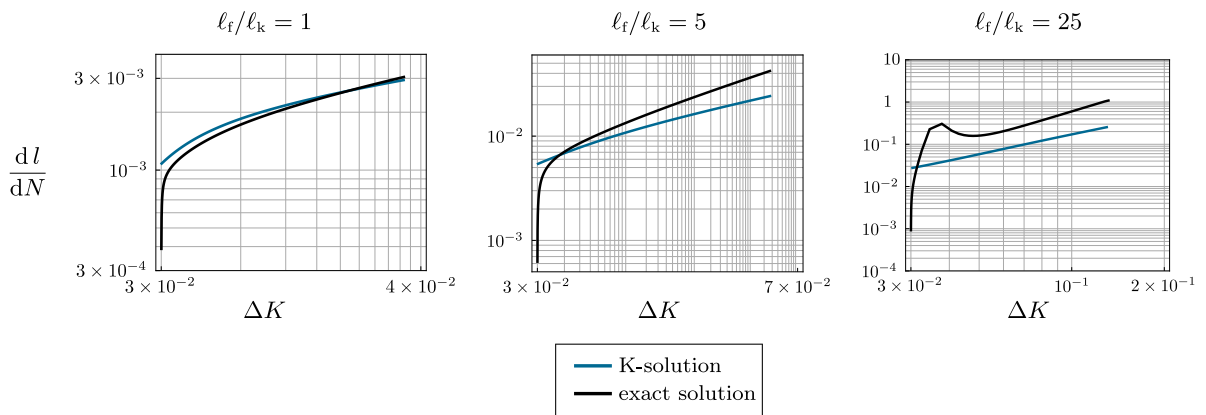 ℓf/ℓk = 1
ℓf/ℓk = 5
ℓf/ℓk = 25
dl/dN
3 × 10⁻³
10⁻³
3 × 10⁻⁴
3 × 10⁻²
4 × 10⁻²
ΔK
10⁻²
10⁻³
3 × 10⁻²
7 × 10⁻²
ΔK
10
1
10⁻¹
10⁻²
10⁻³
10⁻⁴
3 × 10⁻²
10⁻¹
2 × 10⁻¹
ΔK
K-solution
exact solution